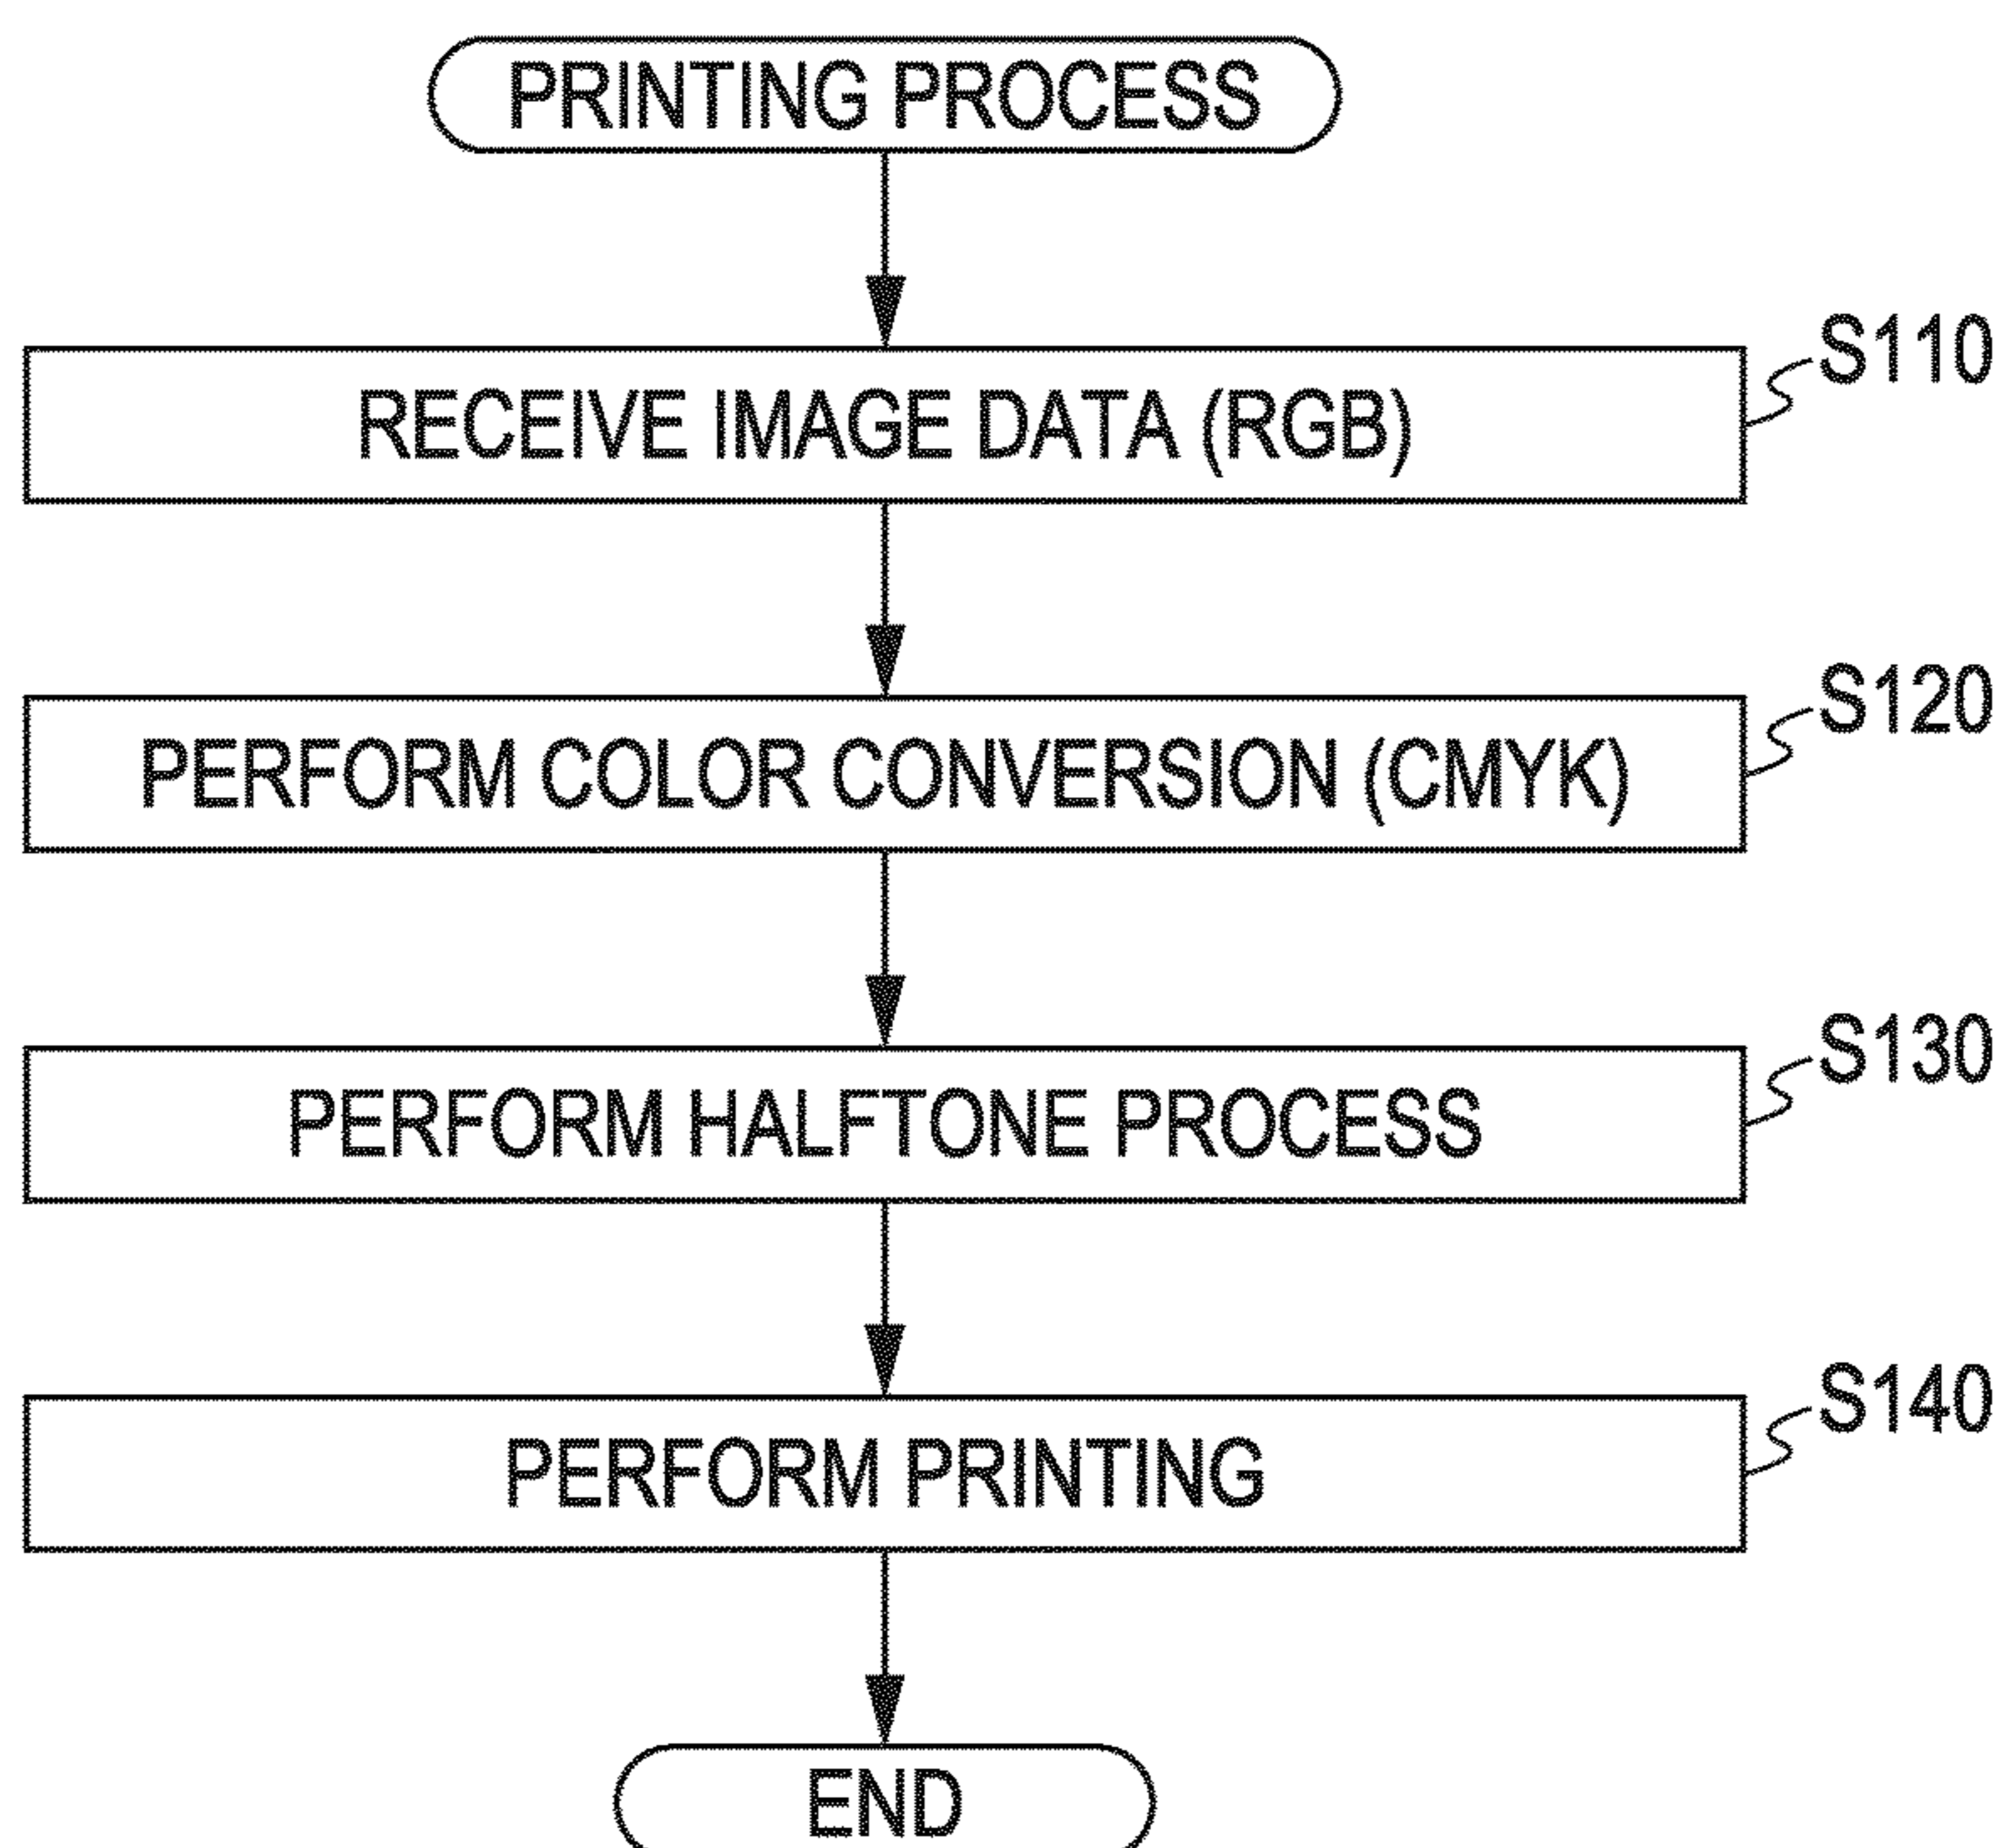 PRINTING PROCESS
S110
RECEIVE IMAGE DATA (RGB)
S120
PERFORM COLOR CONVERSION (CMYK)
S130
PERFORM HALFTONE PROCESS
S140
PERFORM PRINTING
END